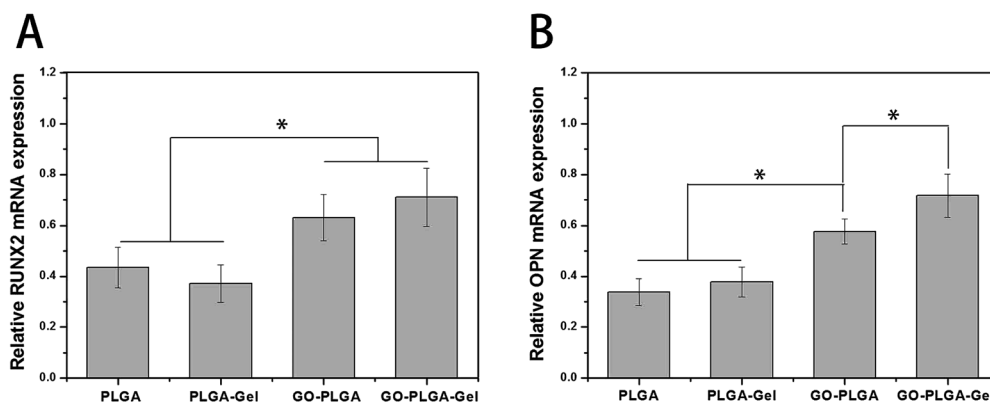 A
Relative RUNX2 mRNA expression
1.2
1.0
0.8
0.6
0.4
0.2
0.0
*
PLGA PLGA-Gel GO-PLGA GO-PLGA-Gel
B
Relative OPN mRNA expression
1.2
1.0
0.8
0.6
0.4
0.2
0.0
*
*
PLGA PLGA-Gel GO-PLGA GO-PLGA-Ge